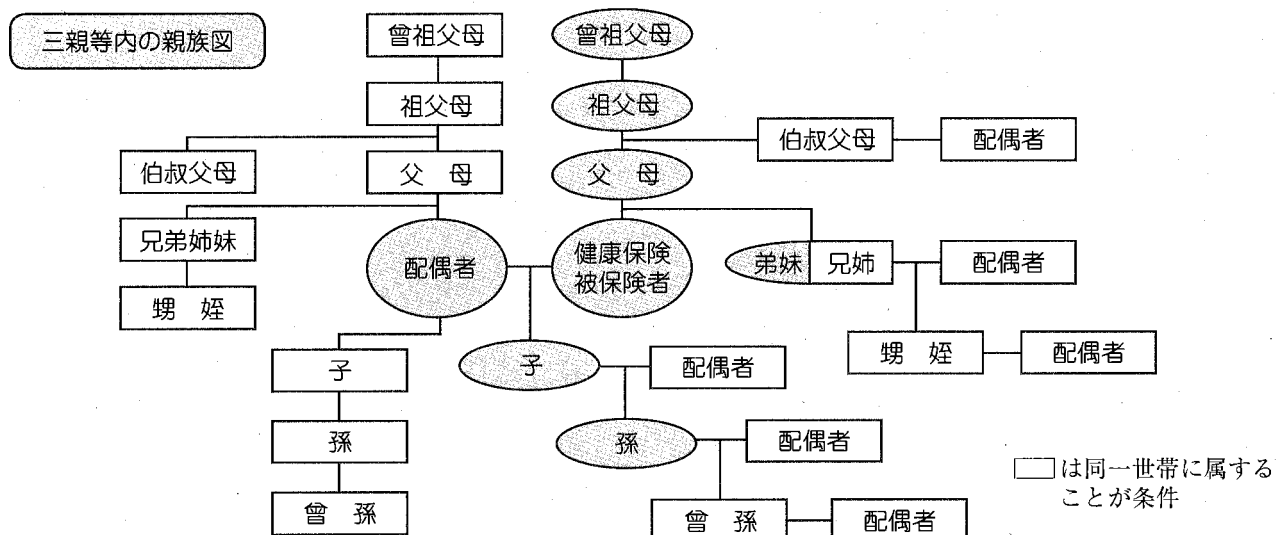 三親等内の親族図
曾祖父母
曾祖父母
祖父母
祖父母
伯叔父母
配偶者
伯叔父母
父 母
父 母
兄弟姉妹
配偶者
健康保険
被保険者
弟妹
兄姉
配偶者
甥 姪
甥 姪
配偶者
子
子
配偶者
孫
孫
配偶者
□は同一世帯に属する
ことが条件
曾 孫
曾 孫
配偶者